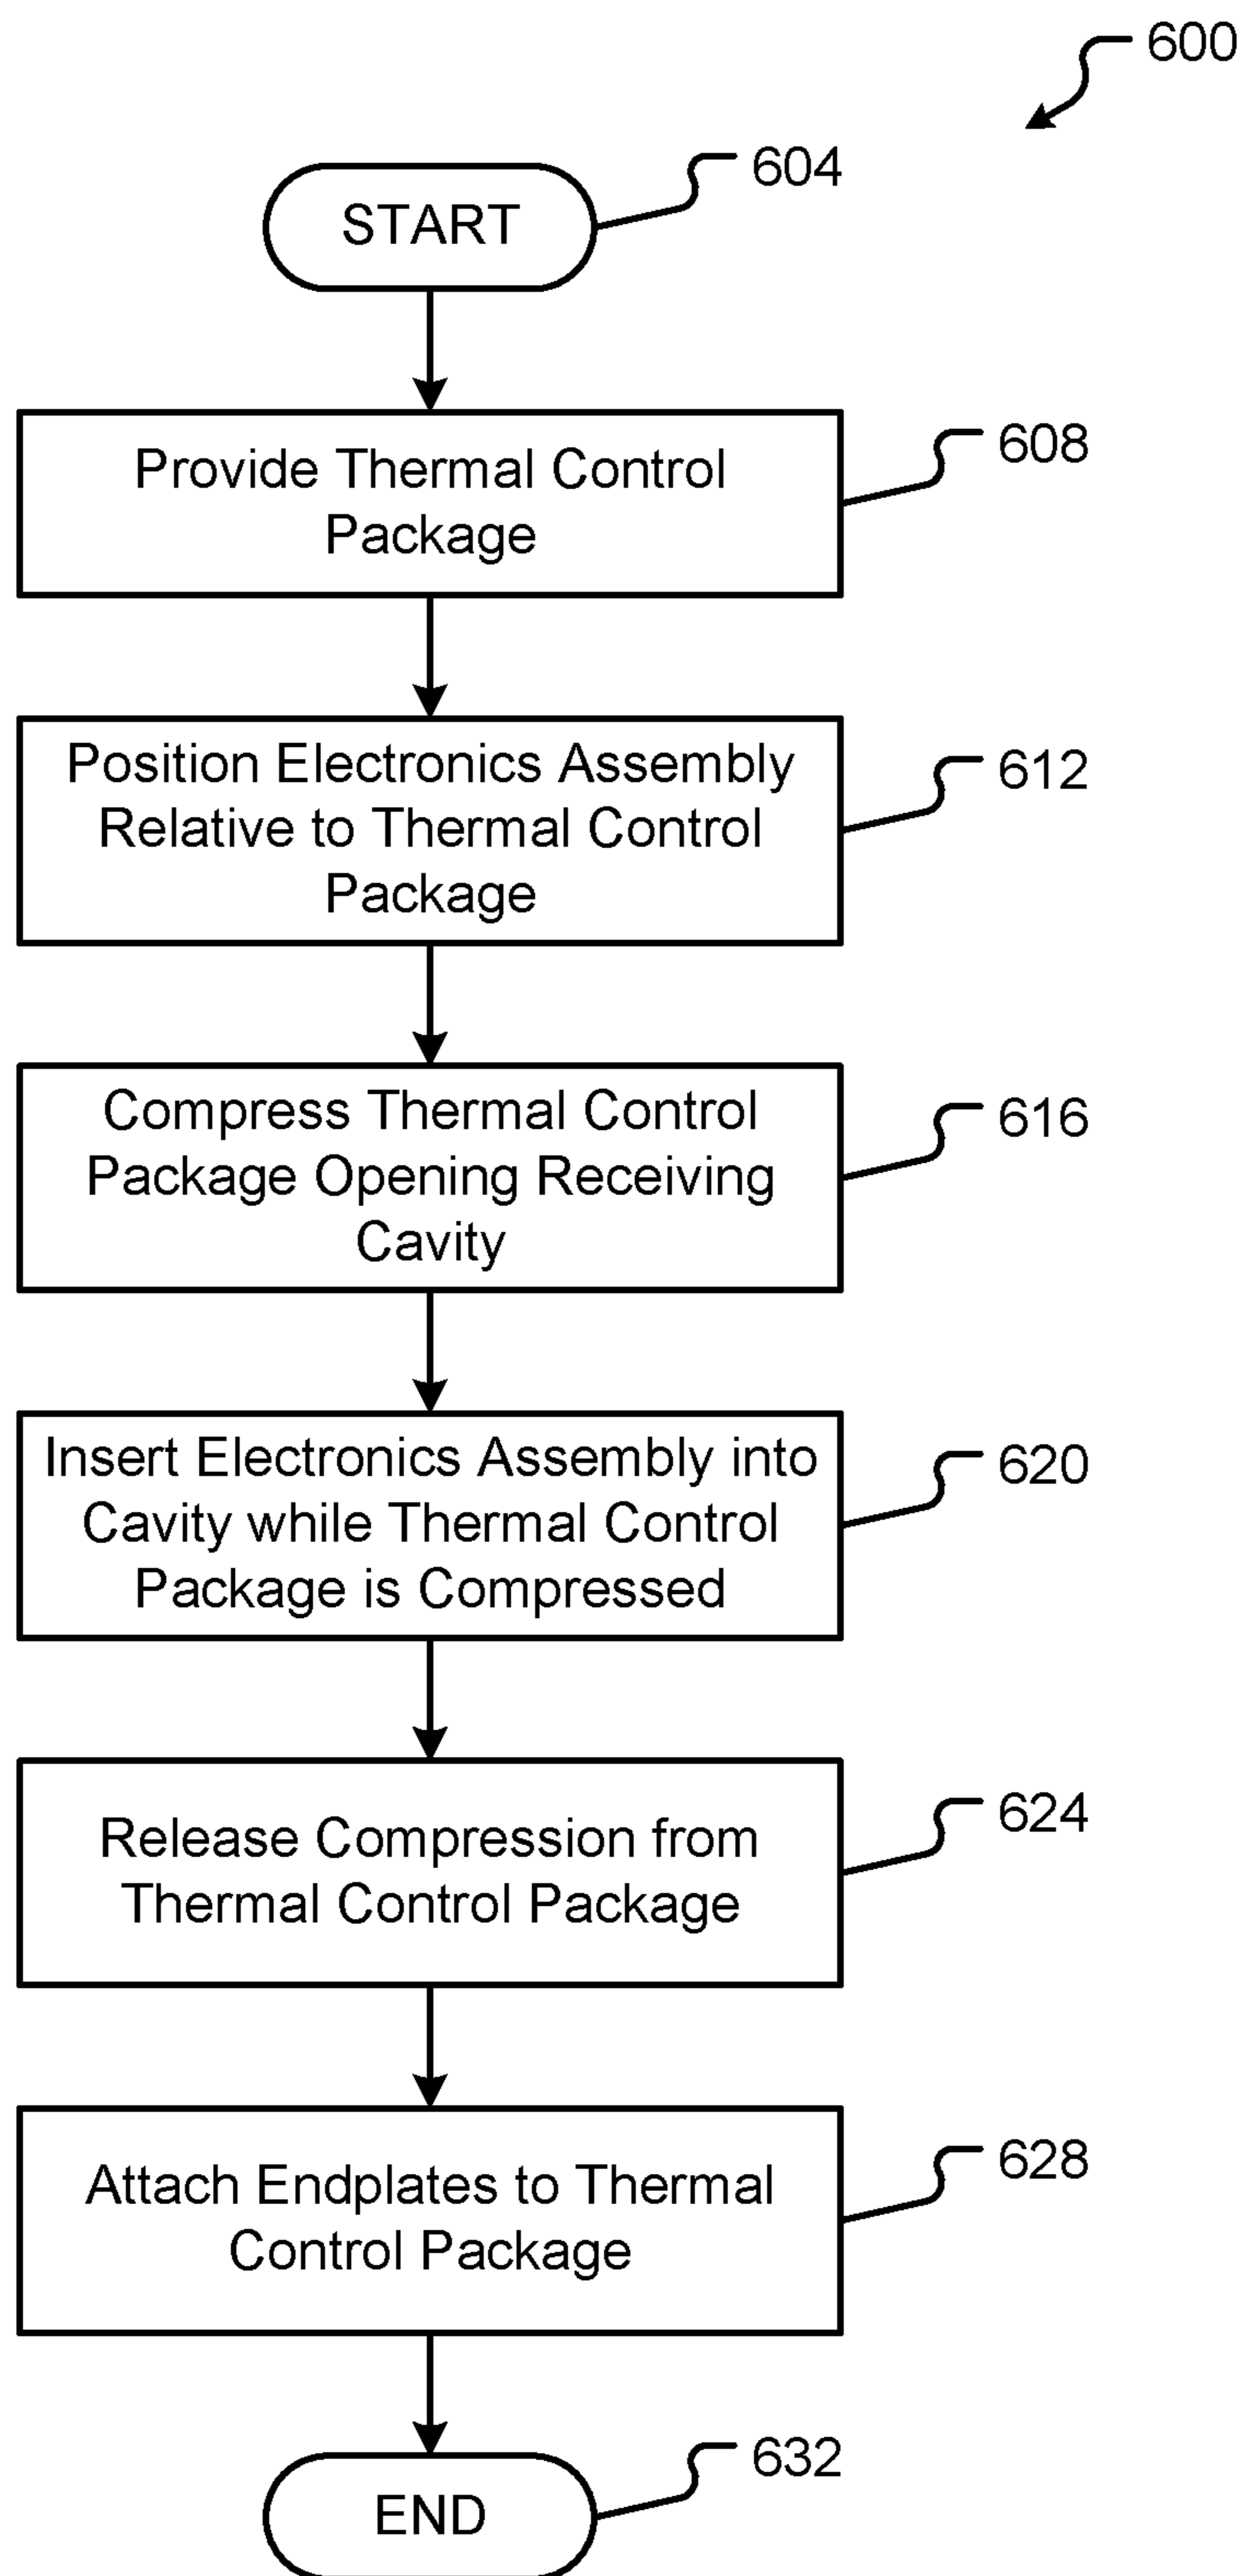 600
604
START
Provide Thermal Control
Package
608
Position Electronics Assembly
Relative to Thermal Control
Package
612
Compress Thermal Control
Package Opening Receiving
Cavity
616
Insert Electronics Assembly into
Cavity while Thermal Control
Package is Compressed
620
Release Compression from
Thermal Control Package
624
Attach Endplates to Thermal
Control Package
628
END
632